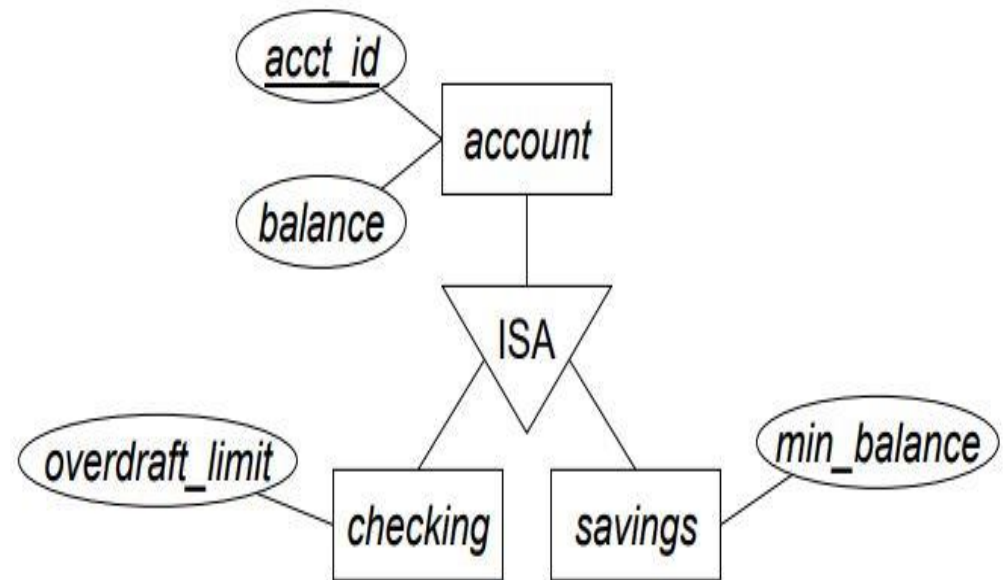 acct_id
account
balance
ISA
overdraft_limit
min_balance
checking
savings